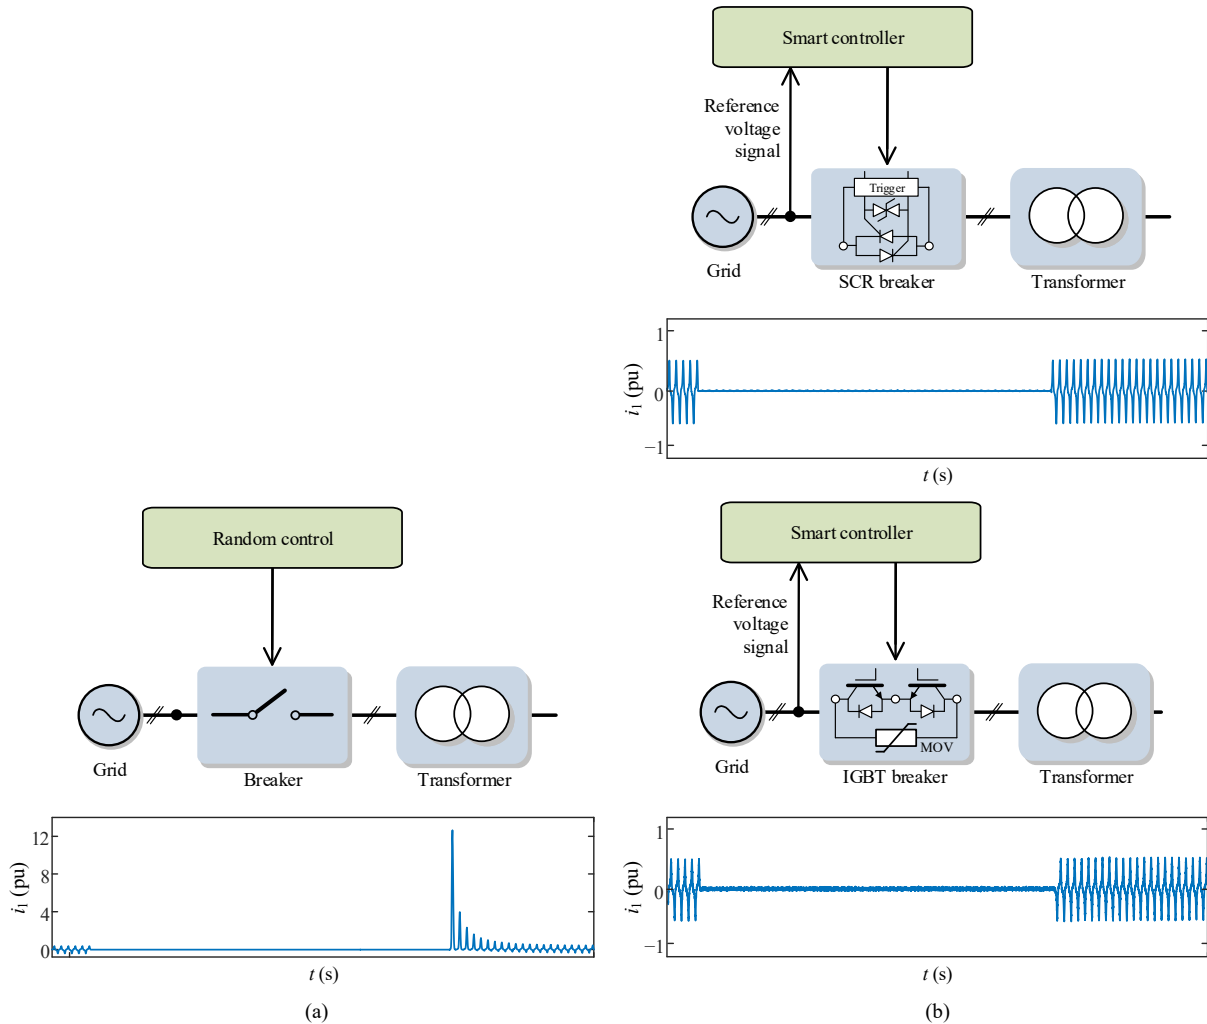 Smart controller
Reference
voltage
signal
Trigger
Grid
SCR breaker
Transformer
1
0
−1
i1 (pu)
t (s)
Random control
Grid
Breaker
Transformer
12
8
4
0
i1 (pu)
t (s)
(a)
Smart controller
Reference
voltage
signal
MOV
Grid
IGBT breaker
Transformer
1
0
−1
i1 (pu)
t (s)
(b)